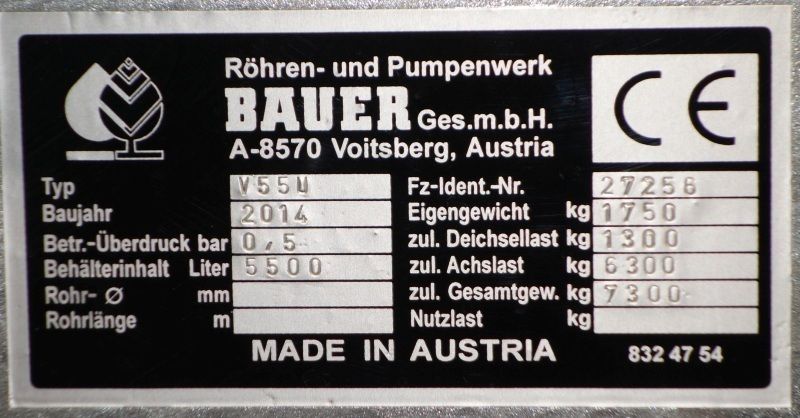 Röhren- und Pumpenwerk
BAUER Ges.m.b.H.
A-8570 Voitsberg, Austria
CE
Typ V55U
Baujahr 2014
Betr.-Überdruck bar 0,5
Behälterinhalt Liter 5500
Rohr- Ø mm
Rohrlänge m
Fz-Ident.-Nr. 27256
Eigengewicht kg 1750
zul. Deichsellast kg 1300
zul. Achslast kg 6300
zul. Gesamtgew. kg 7300
Nutzlast kg
MADE IN AUSTRIA
832 47 54